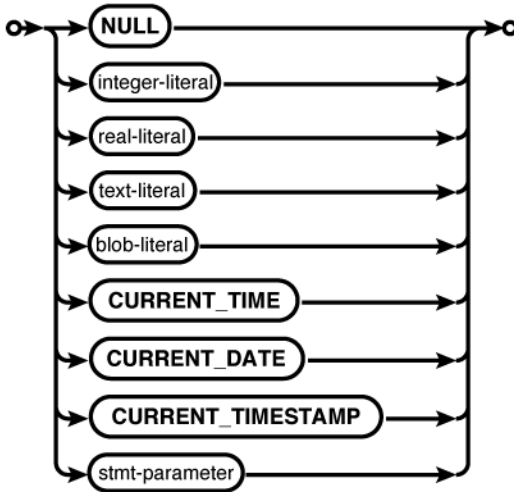 NULL
integer-literal
real-literal
text-literal
blob-literal
CURRENT_TIME
CURRENT_DATE
CURRENT_TIMESTAMP
stmt-parameter